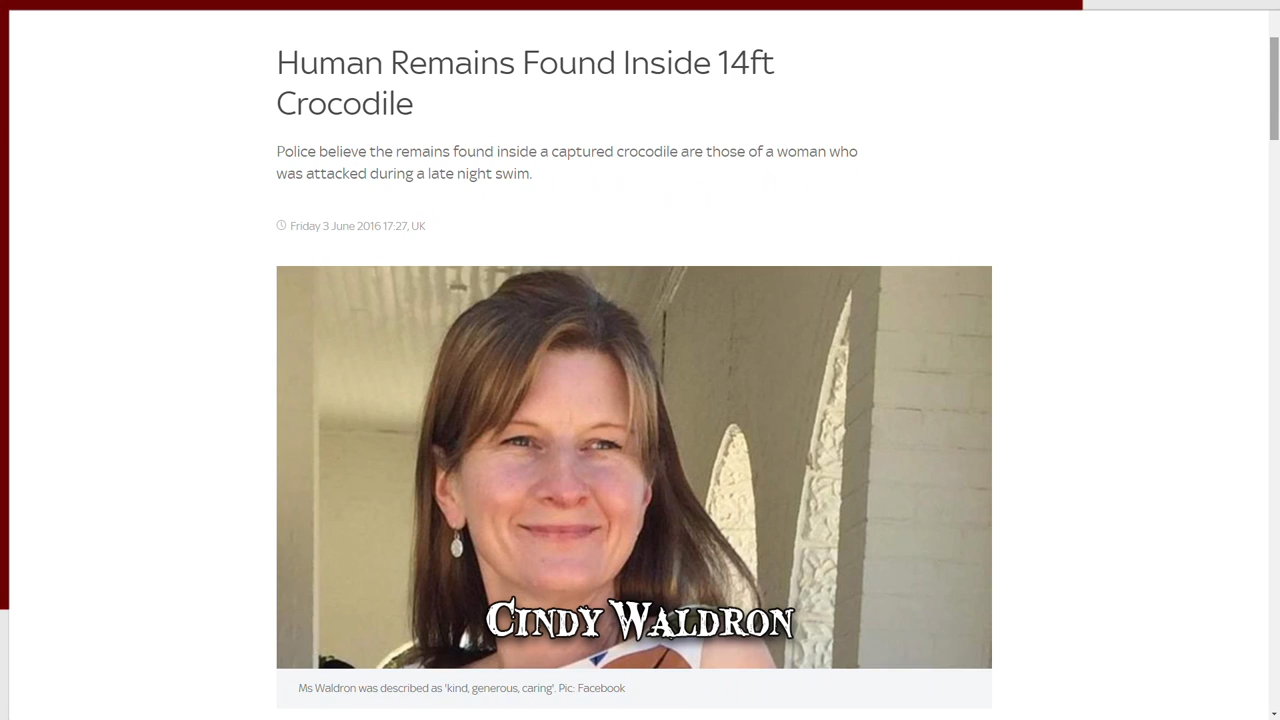 Human Remains Found Inside 14ft
Crocodile
Police believe the remains found inside a captured crocodile are those of a woman who
was attacked during a late night swim.
Friday 3 June 2016 17:27, UK
CINDY WALDRON
Ms Waldron was described as 'kind, generous, caring'. Pic: Facebook